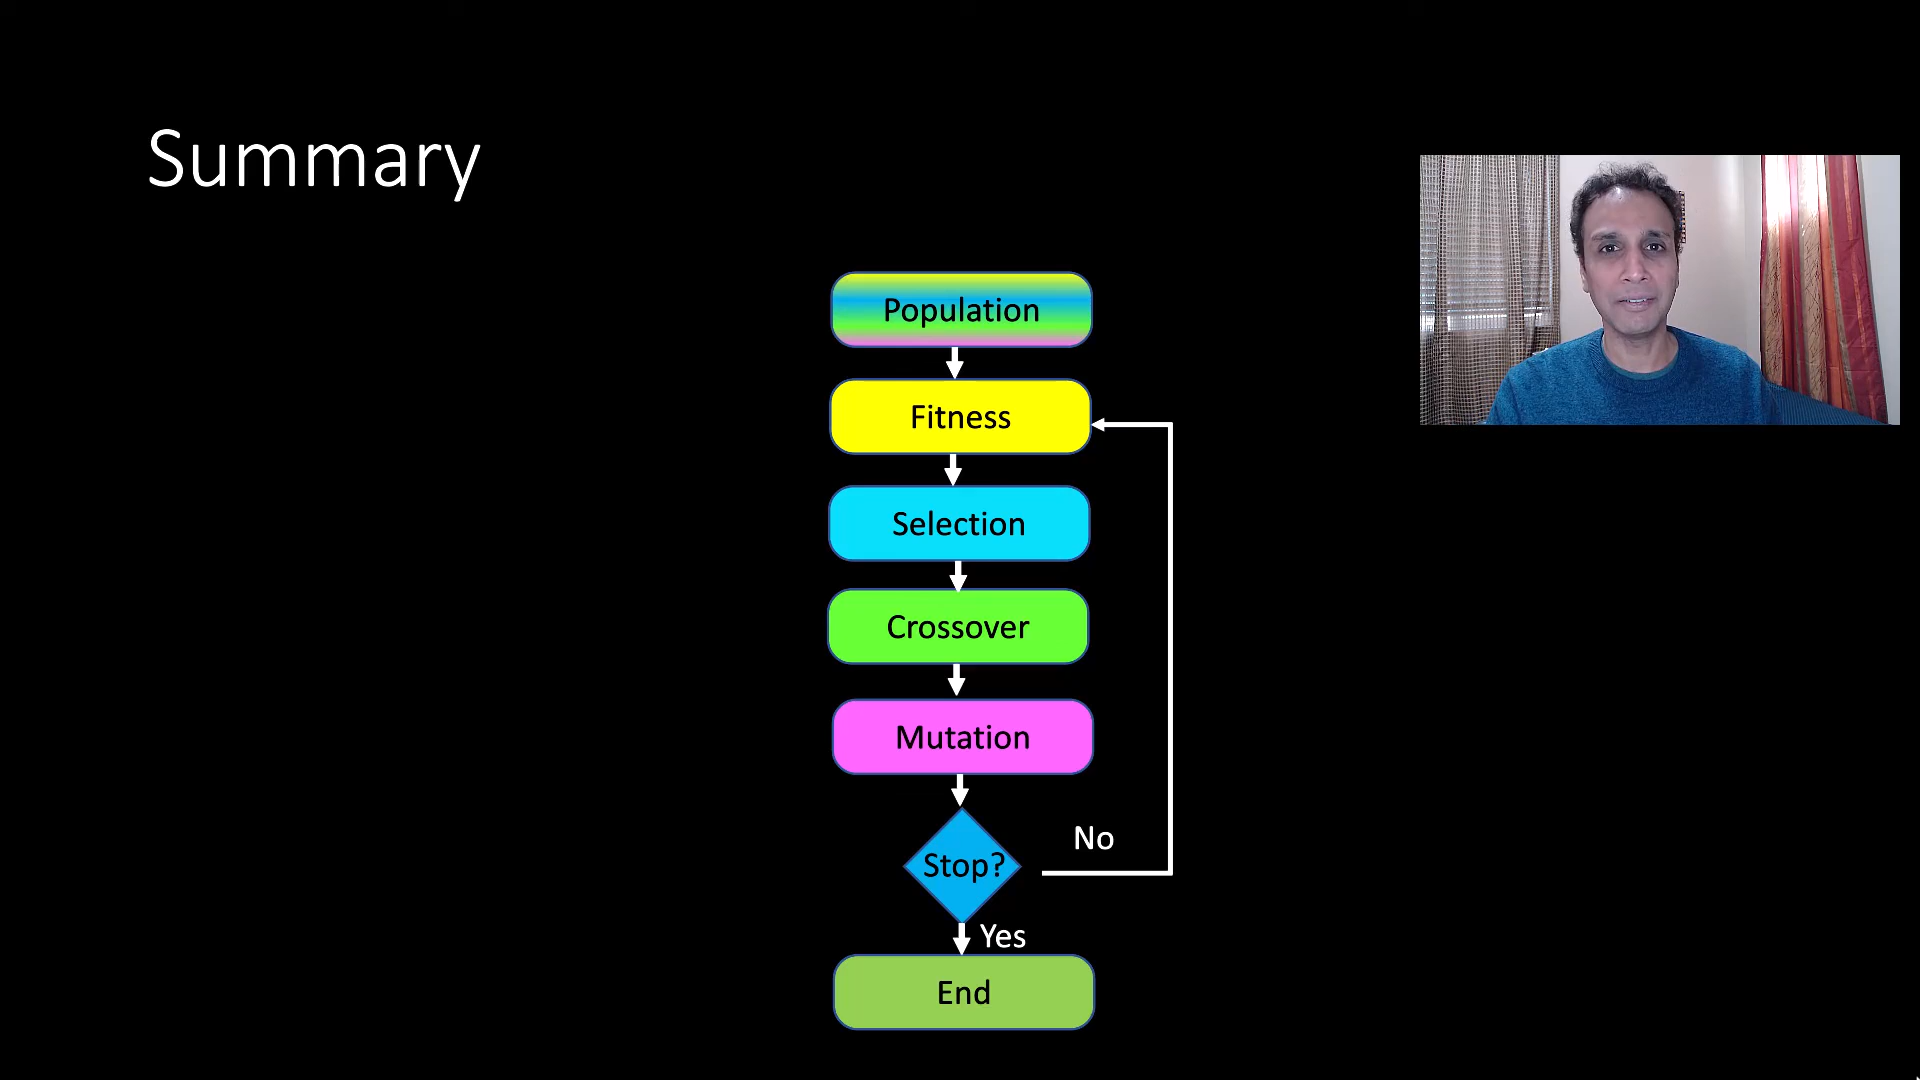 Summary
Population
Fitness
Selection
Crossover
Mutation
No
Stop?
Yes
End